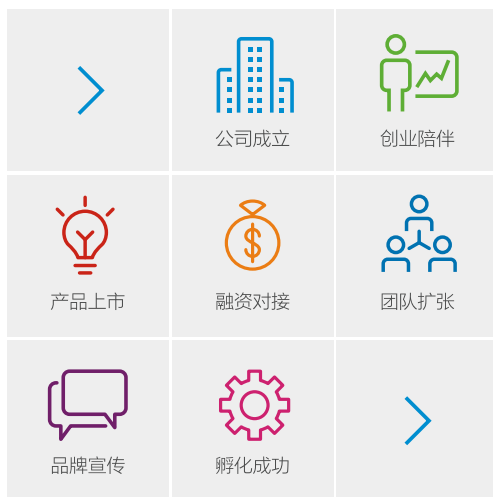 公司成立
创业陪伴
产品上市
融资对接
团队扩张
品牌宣传
孵化成功